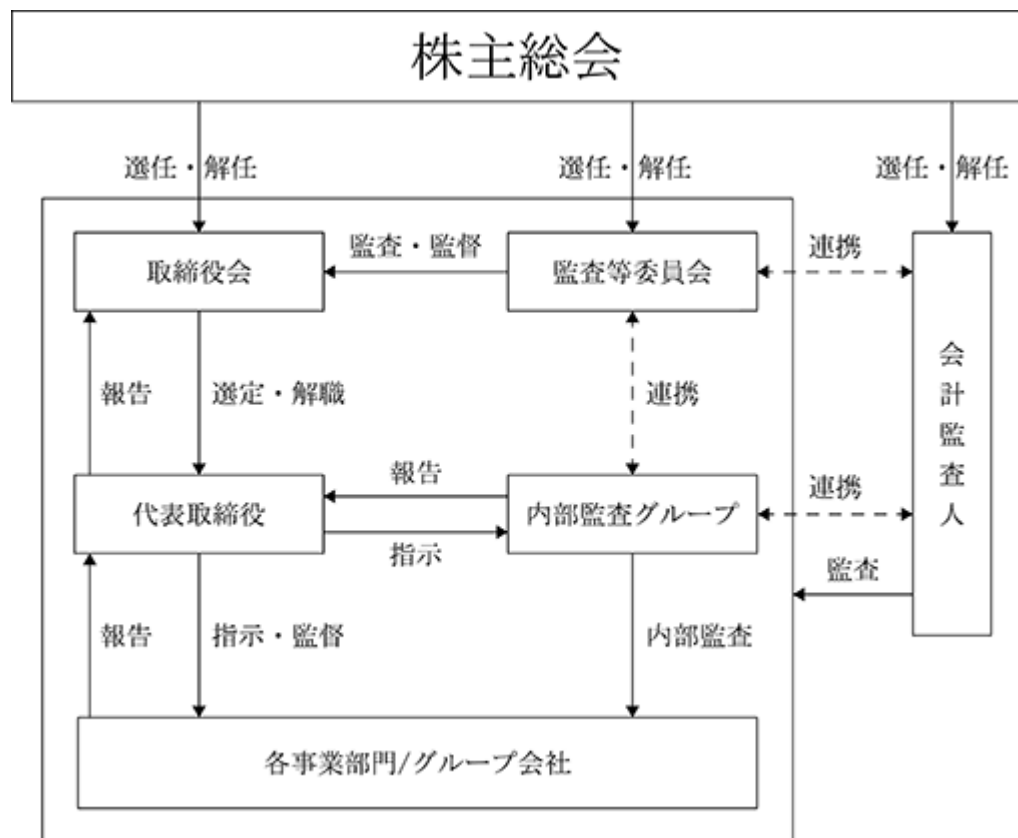 株主総会
選任・解任
選任・解任
選任・解任
取締役会
監査・監督
監査等委員会
連携
会計監査人
報告
選定・解職
連携
代表取締役
報告
指示
内部監査グループ
連携
監査
報告
指示・監督
内部監査
各事業部門/グループ会社